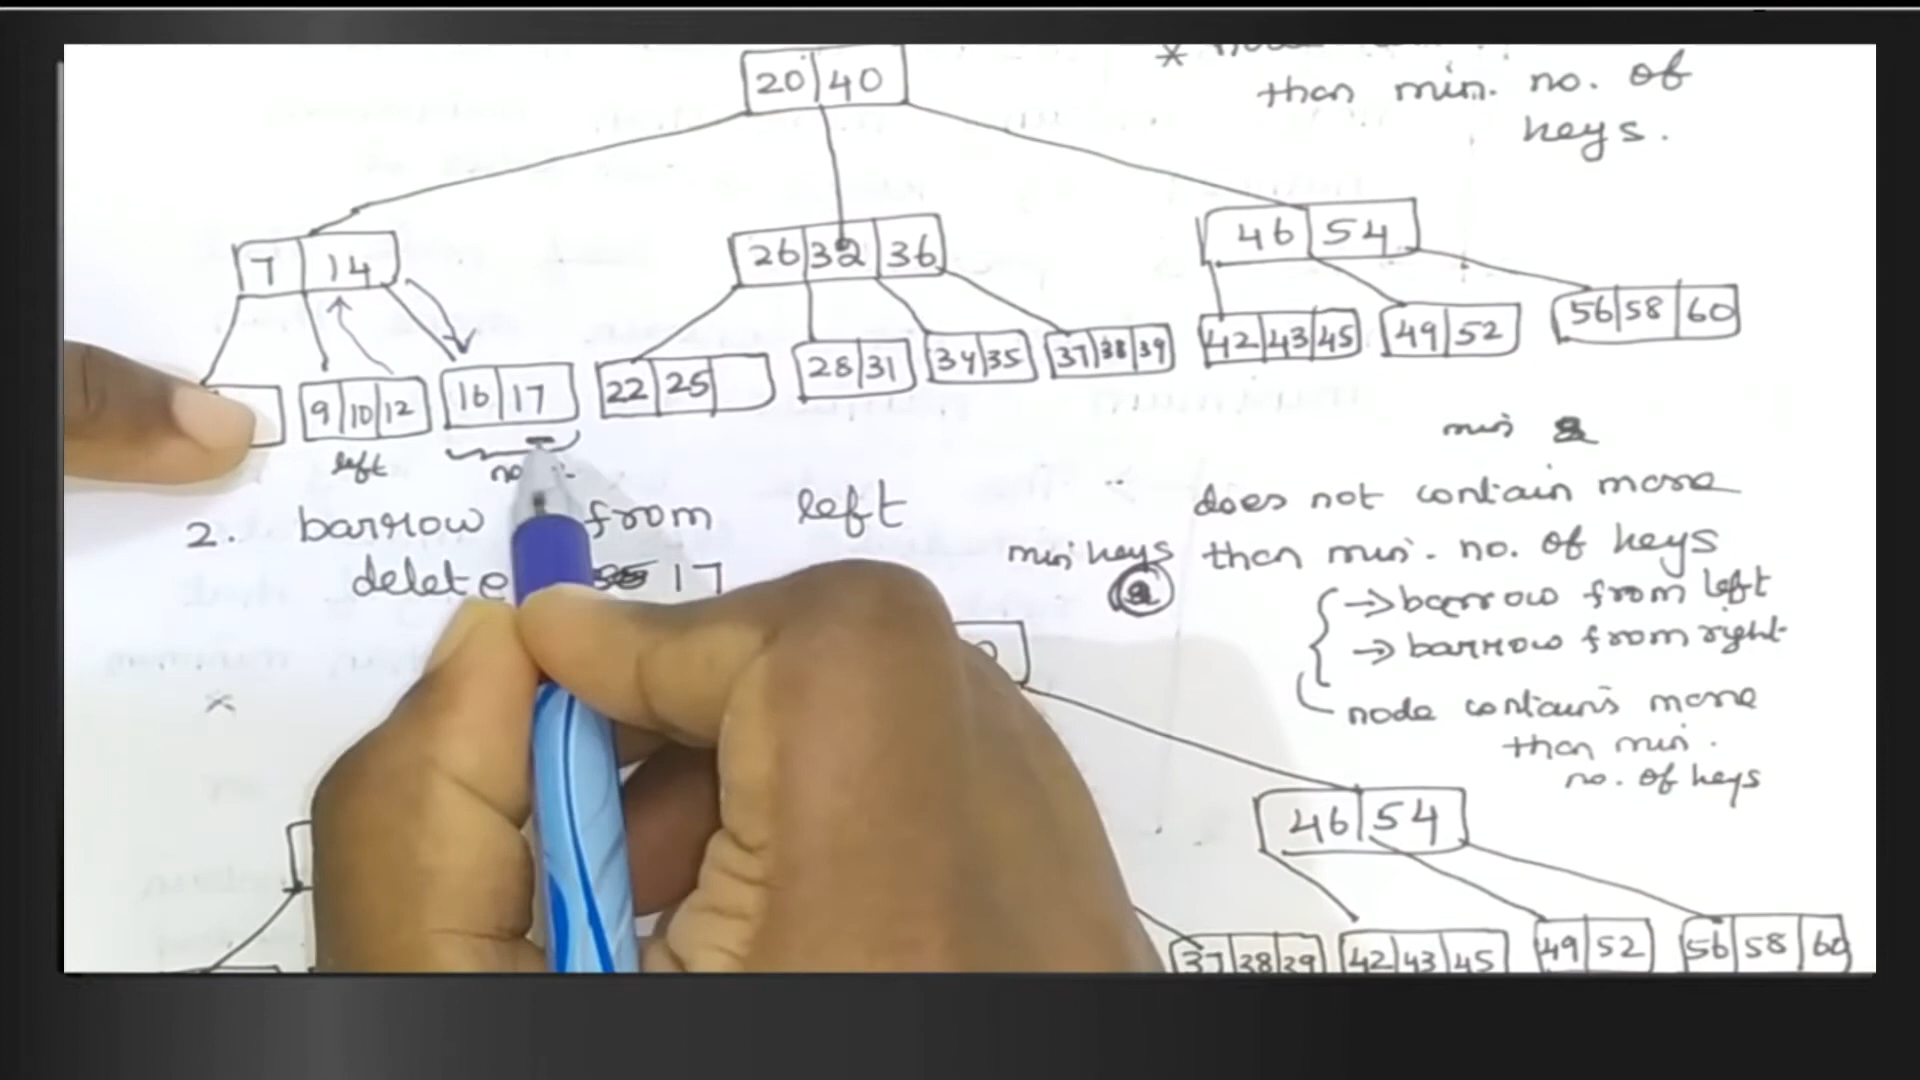 than min. no. of
keys.
20 40
7 14
26 32 36
46 54
9 10 12
16 17
22 25
28 31
34 35
37 38 39
42 43 45
49 52
56 58 60
left
min
2. barrow from left
delete 17
does not contain more
min keys than min. no. of keys
→ barrow from left
→ barrow from right
node contains more
than min.
no. of keys
46 54
37 38 39
42 43 45
49 52
56 58 60